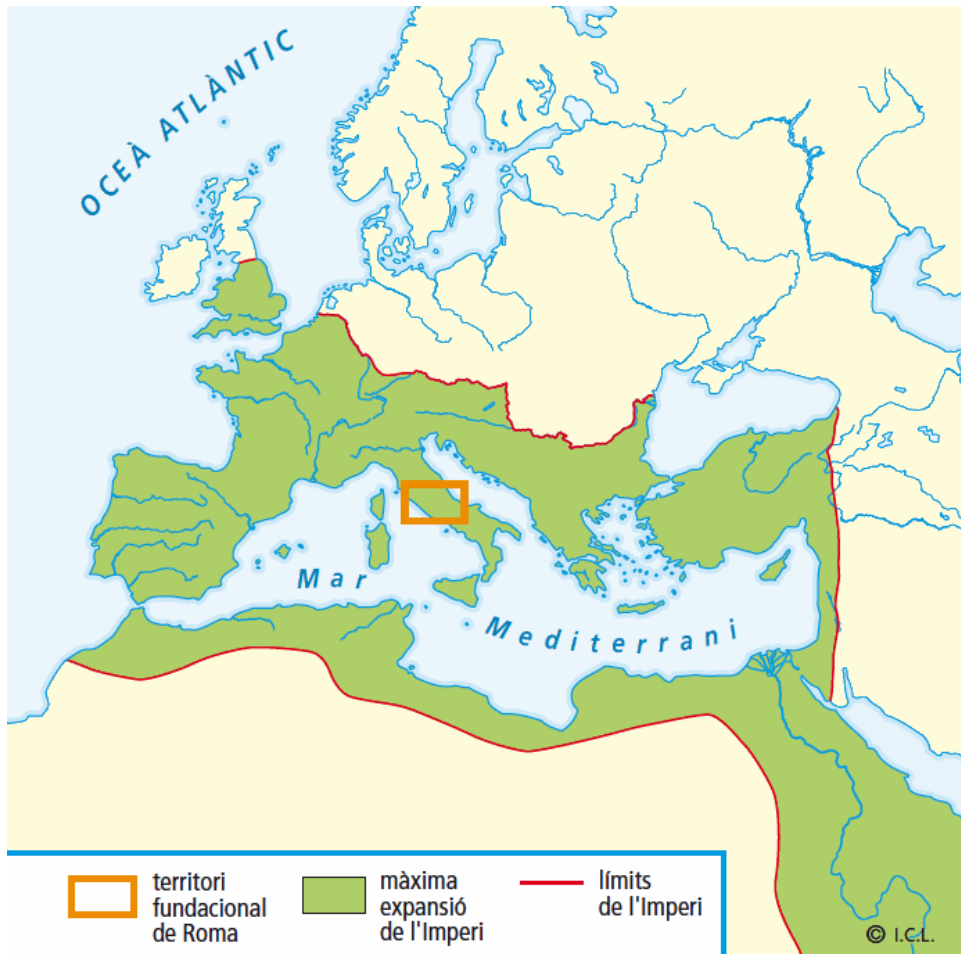 OCEÀ ATLÀNTIC
Mar
Mediterrani
territori
fundacional
de Roma
màxima
expansió
de l'Imperi
límits
de l'Imperi
© I.C.L.